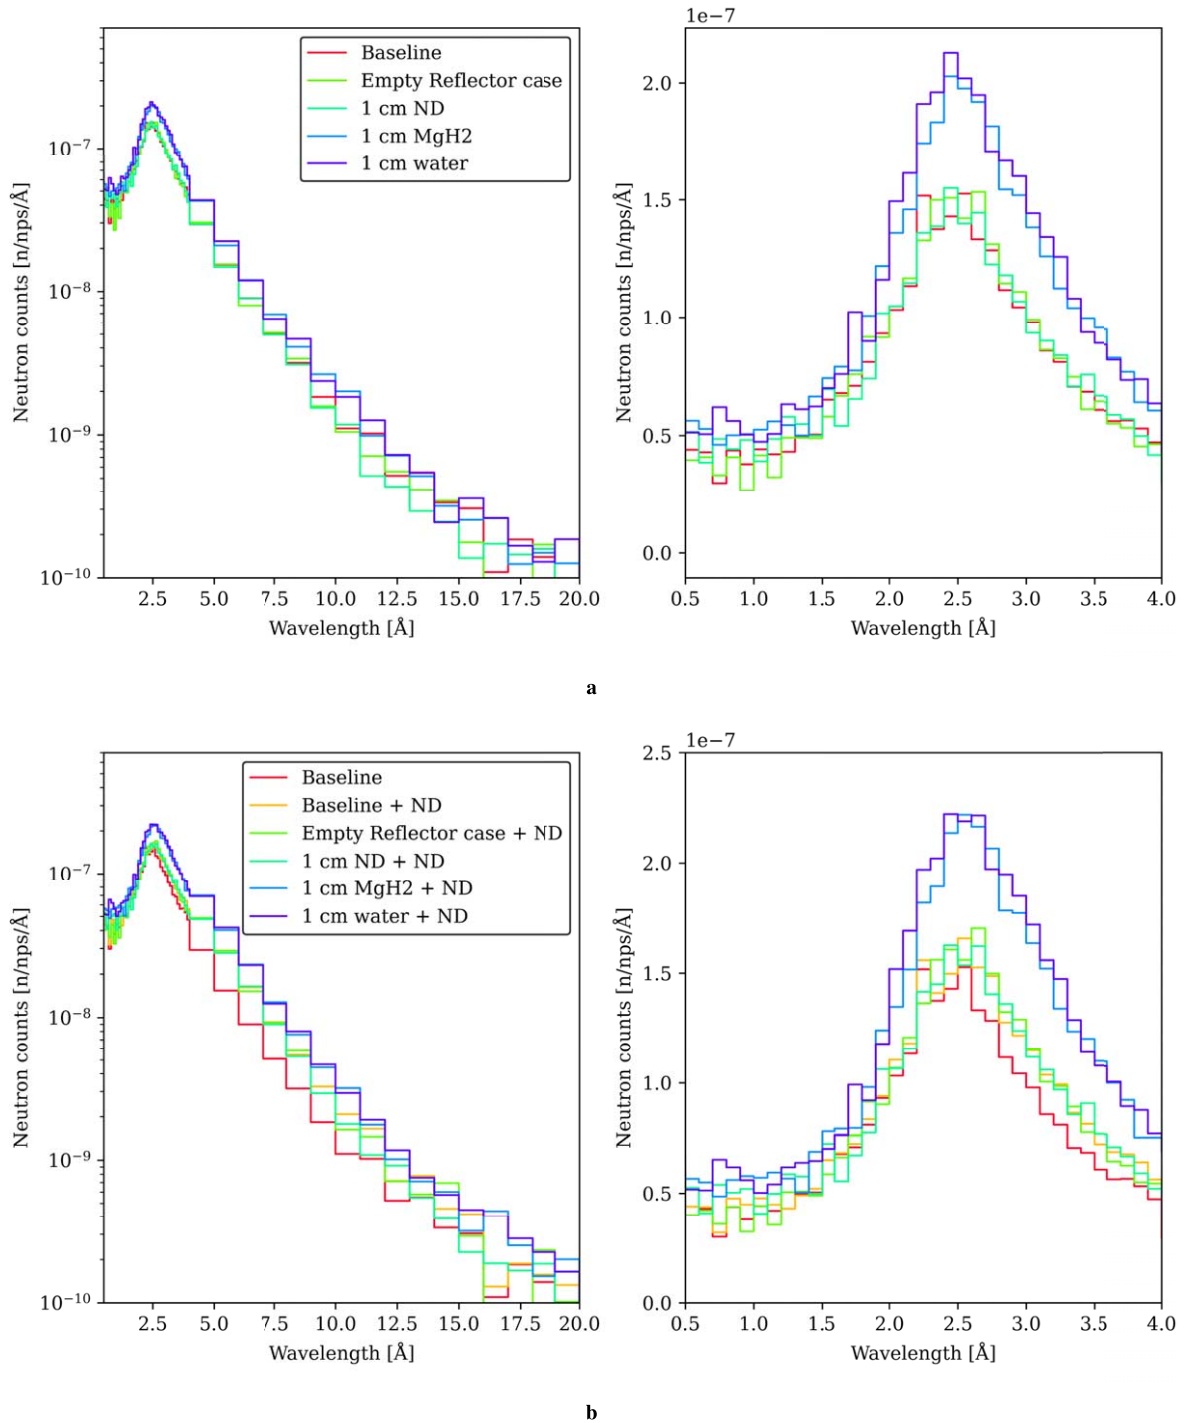 1e−7
Baseline
Empty Reflector case
1 cm ND
1 cm MgH2
1 cm water
Neutron counts [n/nps/Å]
10−7
10−8
10−9
10−10
2.5 5.0 7.5 10.0 12.5 15.0 17.5 20.0
Wavelength [Å]
Neutron counts [n/nps/Å]
2.0
1.5
1.0
0.5
0.0
0.5 1.0 1.5 2.0 2.5 3.0 3.5 4.0
Wavelength [Å]
a
1e−7
Baseline
Baseline + ND
Empty Reflector case + ND
1 cm ND + ND
1 cm MgH2 + ND
1 cm water + ND
Neutron counts [n/nps/Å]
10−7
10−8
10−9
10−10
2.5 5.0 7.5 10.0 12.5 15.0 17.5 20.0
Wavelength [Å]
Neutron counts [n/nps/Å]
2.5
2.0
1.5
1.0
0.5
0.0
0.5 1.0 1.5 2.0 2.5 3.0 3.5 4.0
Wavelength [Å]
b